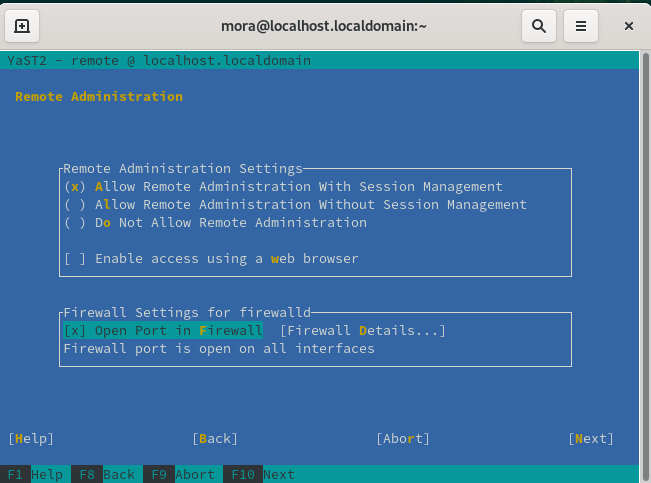 mora@localhost.localdomain:~
YaST2 - remote @ localhost.localdomain
Remote Administration
Remote Administration Settings
(x) Allow Remote Administration With Session Management
( ) Allow Remote Administration Without Session Management
( ) Do Not Allow Remote Administration
[ ] Enable access using a web browser
Firewall Settings for firewalld
[x] Open Port in Firewall [Firewall Details...]
Firewall port is open on all interfaces
[Help] [Back] [Abort] [Next]
F1 Help F8 Back F9 Abort F10 Next